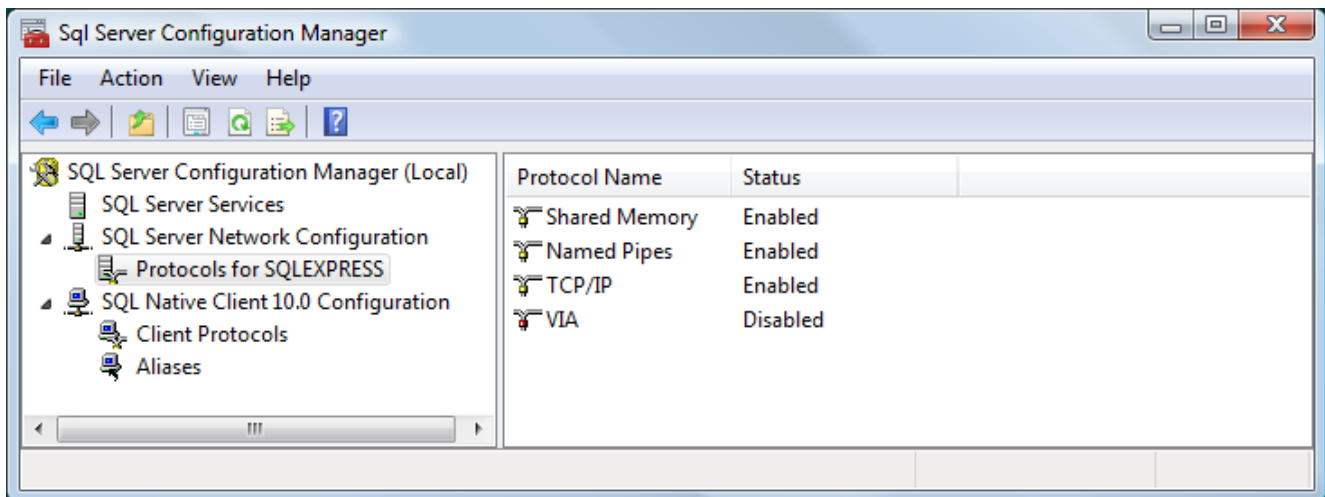 Sql Server Configuration Manager
File Action View Help
SQL Server Configuration Manager (Local)
SQL Server Services
SQL Server Network Configuration
Protocols for SQLEXPRESS
SQL Native Client 10.0 Configuration
Client Protocols
Aliases
Protocol Name Status
Shared Memory Enabled
Named Pipes Enabled
TCP/IP Enabled
VIA Disabled